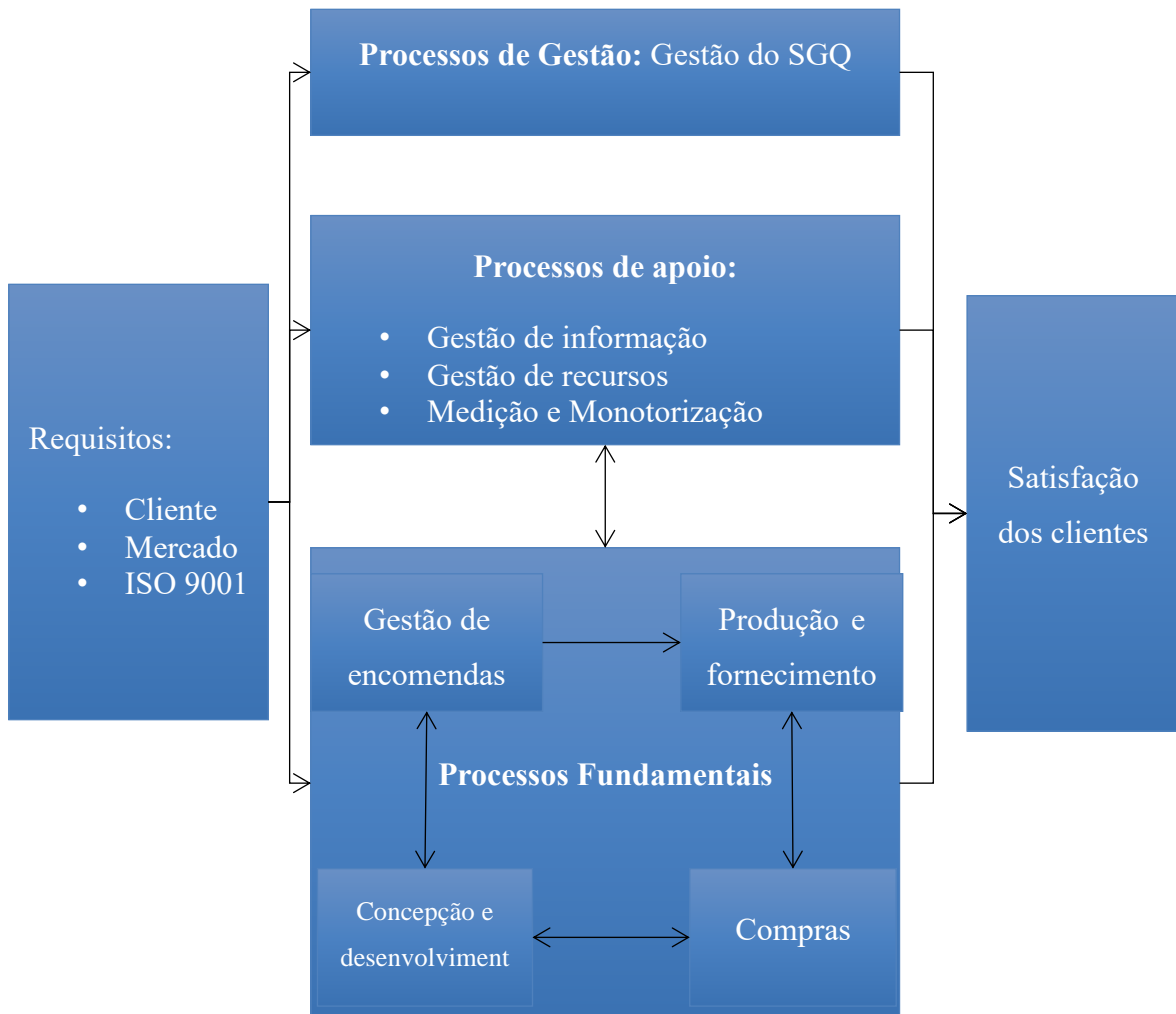 Processos de Gestão: Gestão do SGQ
Processos de apoio:
• Gestão de informação
• Gestão de recursos
• Medição e Monotorização
Requisitos:
• Cliente
• Mercado
• ISO 9001
Satisfação
dos clientes
Gestão de
encomendas
Produção e
fornecimento
Processos Fundamentais
Concepção e
desenvolviment
Compras